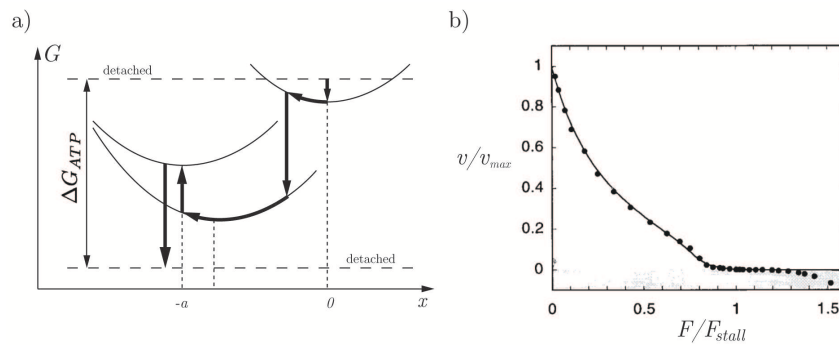 a)
G
detached
ΔG_ATP
detached
-a
0
x
b)
v/v_max
1
0.8
0.6
0.4
0.2
0
0
0.5
1
1.5
F/F_stall